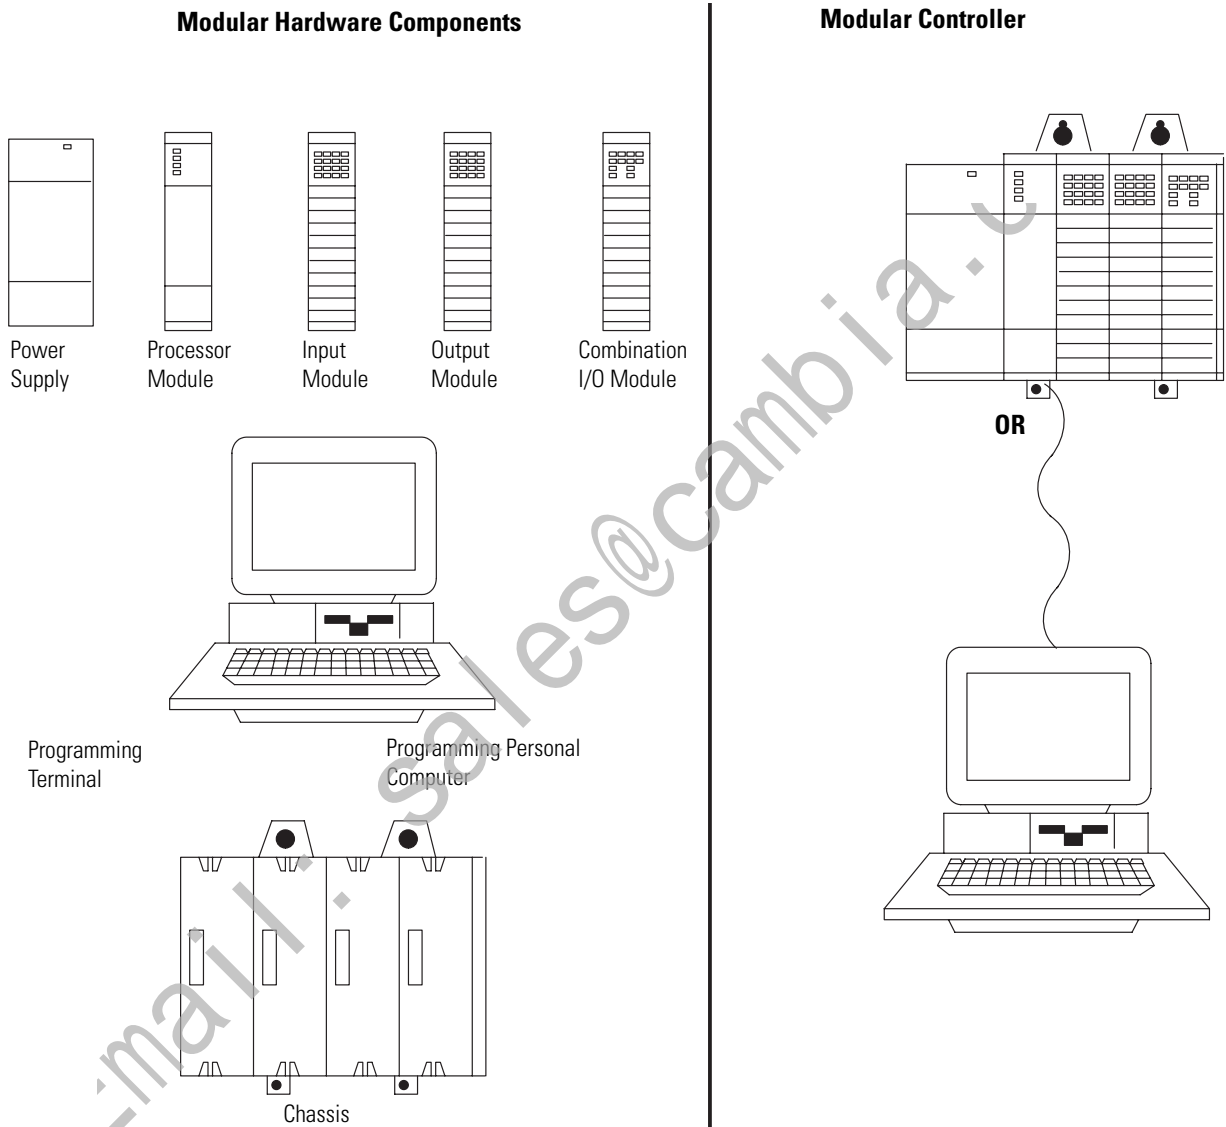 Modular Hardware Components
Modular Controller
Power
Supply
Processor
Module
Input
Module
Output
Module
Combination
I/O Module
OR
Programming
Terminal
Programming Personal
Computer
Chassis
email: sales@cambia.c